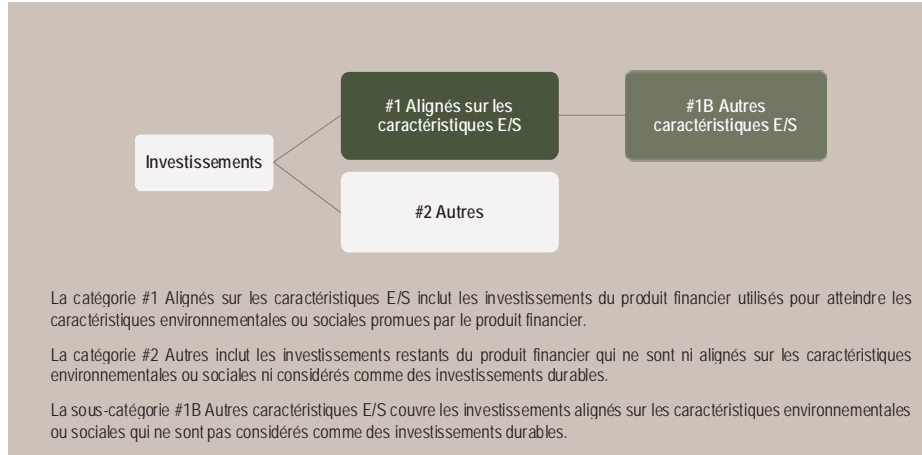 #1 Alignés sur les
caractéristiques E/S
#1B Autres
caractéristiques E/S
Investissements
#2 Autres
La catégorie #1 Alignés sur les caractéristiques E/S inclut les investissements du produit financier utilisés pour atteindre les
caractéristiques environnementales ou sociales promues par le produit financier.
La catégorie #2 Autres inclut les investissements restants du produit financier qui ne sont ni alignés sur les caractéristiques
environnementales ou sociales ni considérés comme des investissements durables.
La sous-catégorie #1B Autres caractéristiques E/S couvre les investissements alignés sur les caractéristiques environnementales
ou sociales qui ne sont pas considérés comme des investissements durables.